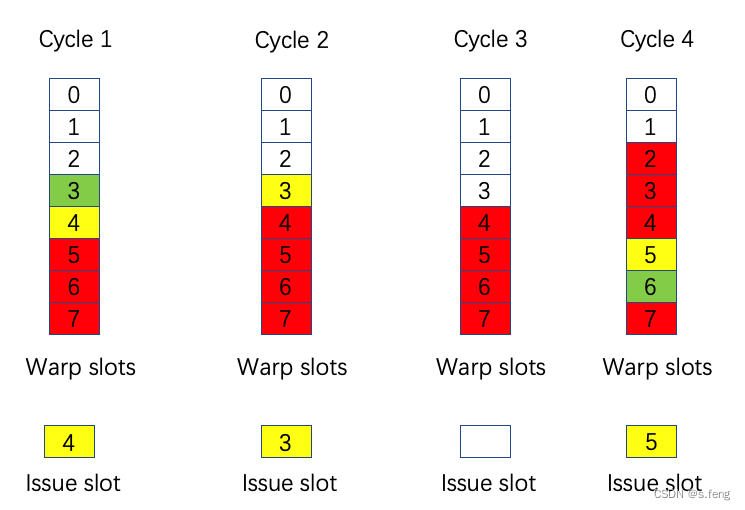 Cycle 1 Cycle 2 Cycle 3 Cycle 4
0 0 0 0
1 1 1 1
2 2 2 2
3 3 3 3
4 4 4 4
5 5 5 5
6 6 6 6
7 7 7 7
Warp slots Warp slots Warp slots Warp slots
4 3 5
Issue slot Issue slot Issue slot Issue slot
CSDN @s.feng